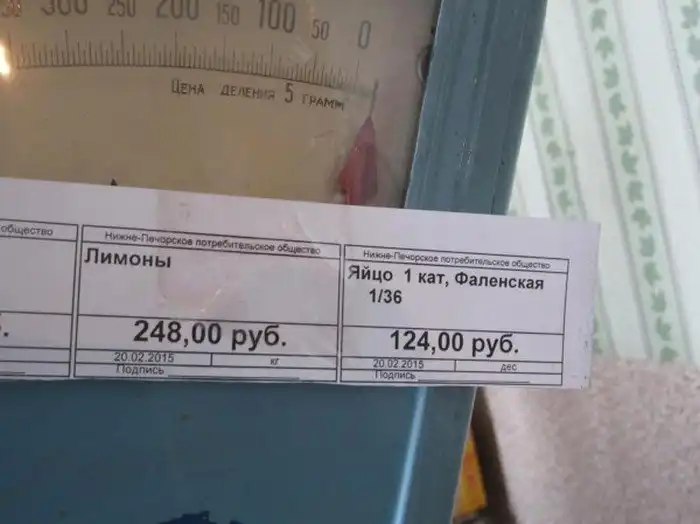 300 250 200 150 100 50 0
Цена деления 5 грамм
общество
Нижне-Печорское потребительское общество
Лимоны
248,00 руб.
20.02.2015 кг
Подпись
Нижне-Печорское потребительское общество
Яйцо 1 кат, Фаленская
1/36
124,00 руб.
20.02.2015 дес
Подпись